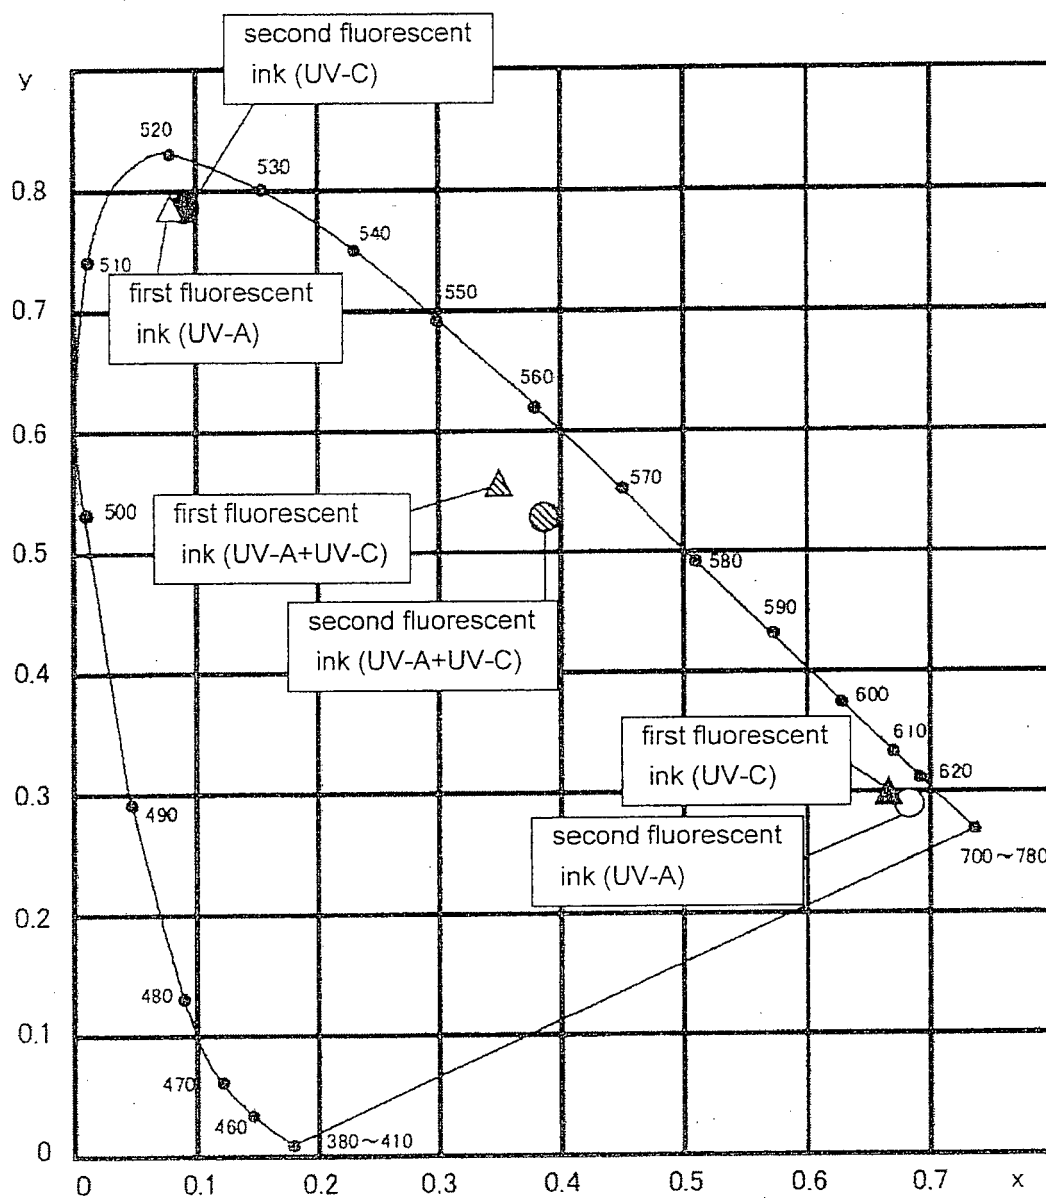 second fluorescent
ink (UV-C)
y
520
530
0.8
540
510
first fluorescent
ink (UV-A)
550
0.7
560
0.6
570
500
first fluorescent
ink (UV-A+UV-C)
0.5
580
second fluorescent
ink (UV-A+UV-C)
590
0.4
600
first fluorescent
ink (UV-C)
610
620
0.3
490
second fluorescent
ink (UV-A)
700～780
0.2
480
0.1
470
460
380～410
0
0 0.1 0.2 0.3 0.4 0.5 0.6 0.7 x